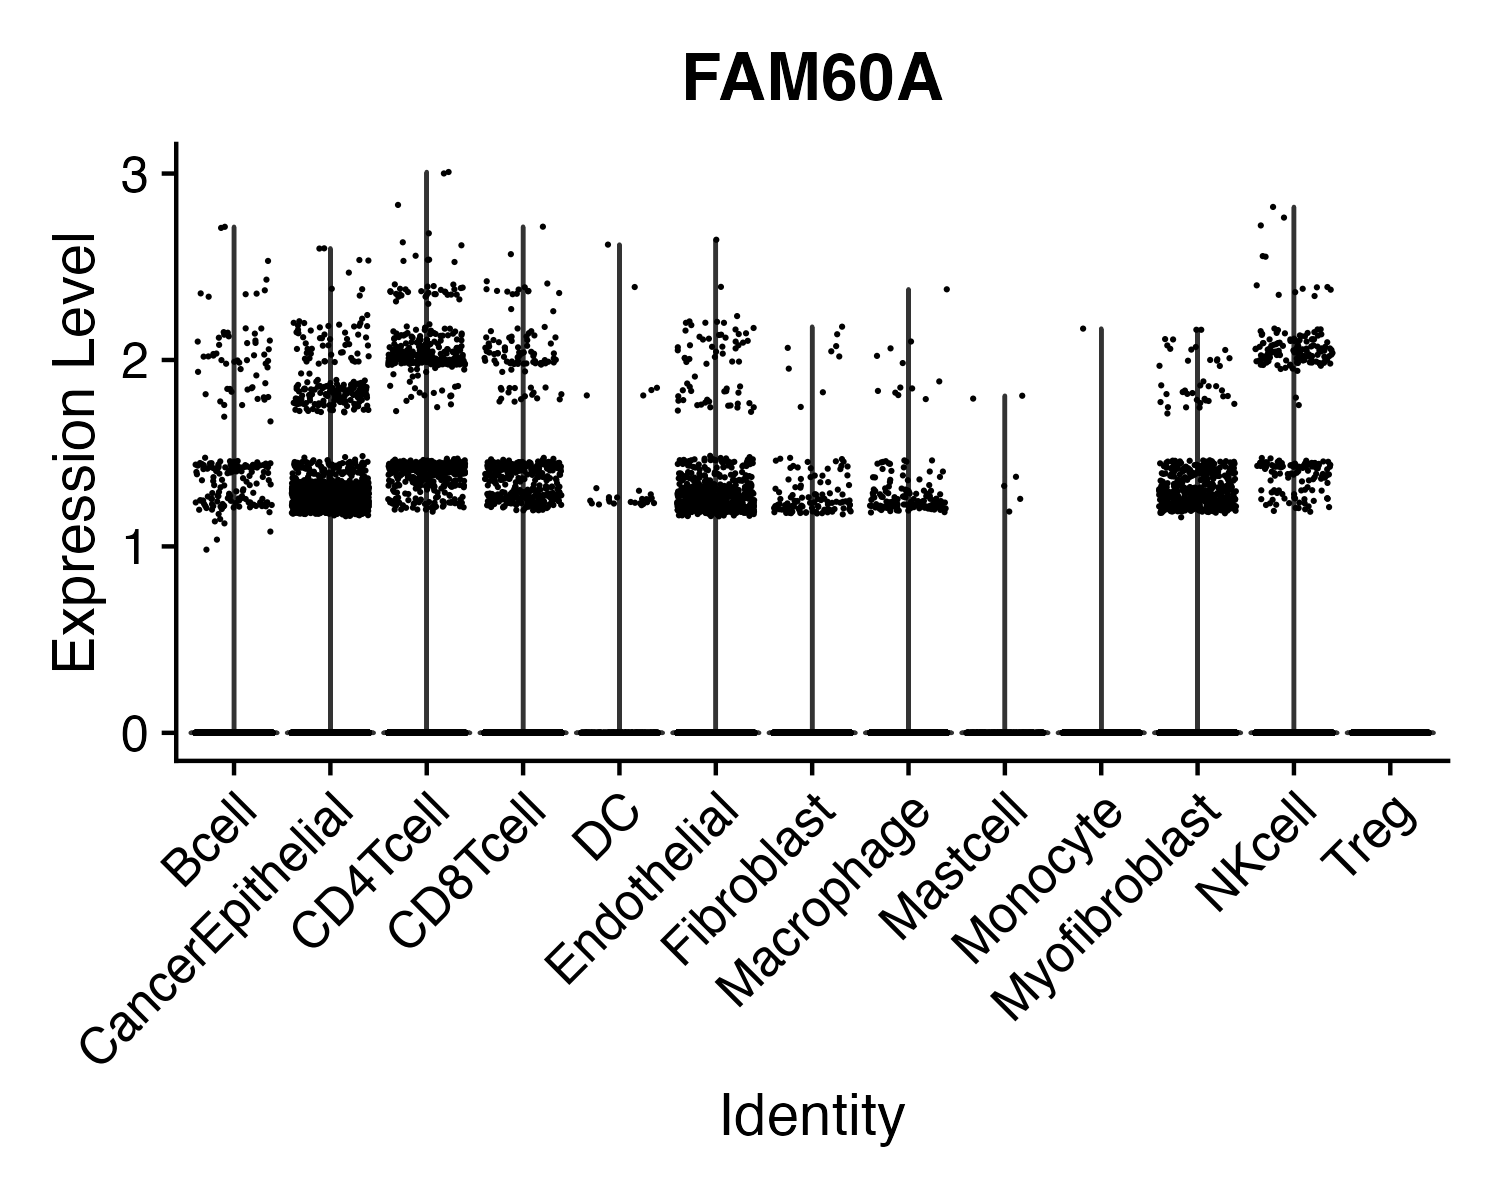 FAM60A
Expression Level
3
2
1
0
Bcell
CancerEpithelial
CD4Tcell
CD8Tcell
DC
Endothelial
Fibroblast
Macrophage
Mastcell
Monocyte
Myofibroblast
NKcell
Treg
Identity